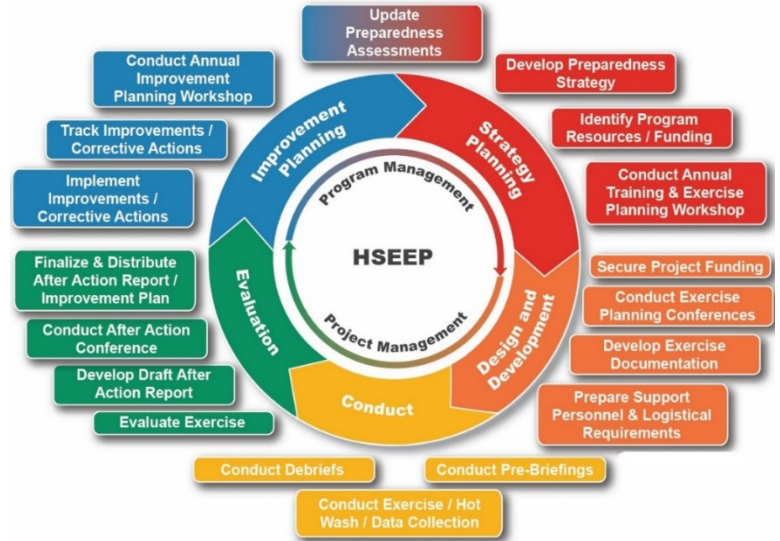 Update
Preparedness
Assessments
Develop Preparedness
Strategy
Identify Program
Resources / Funding
Conduct Annual
Training & Exercise
Planning Workshop
Secure Project Funding
Conduct Exercise
Planning Conferences
Develop Exercise
Documentation
Prepare Support
Personnel & Logistical
Requirements
Conduct Pre-Briefings
Conduct Exercise / Hot
Wash / Data Collection
Conduct Debriefs
Evaluate Exercise
Develop Draft After
Action Report
Conduct After Action
Conference
Finalize & Distribute
After Action Report /
Improvement Plan
Implement
Improvements /
Corrective Actions
Track Improvements /
Corrective Actions
Conduct Annual
Improvement
Planning Workshop
Strategy
Planning
Design and
Development
Conduct
Evaluation
Improvement
Planning
Program Management
HSEEP
Project Management